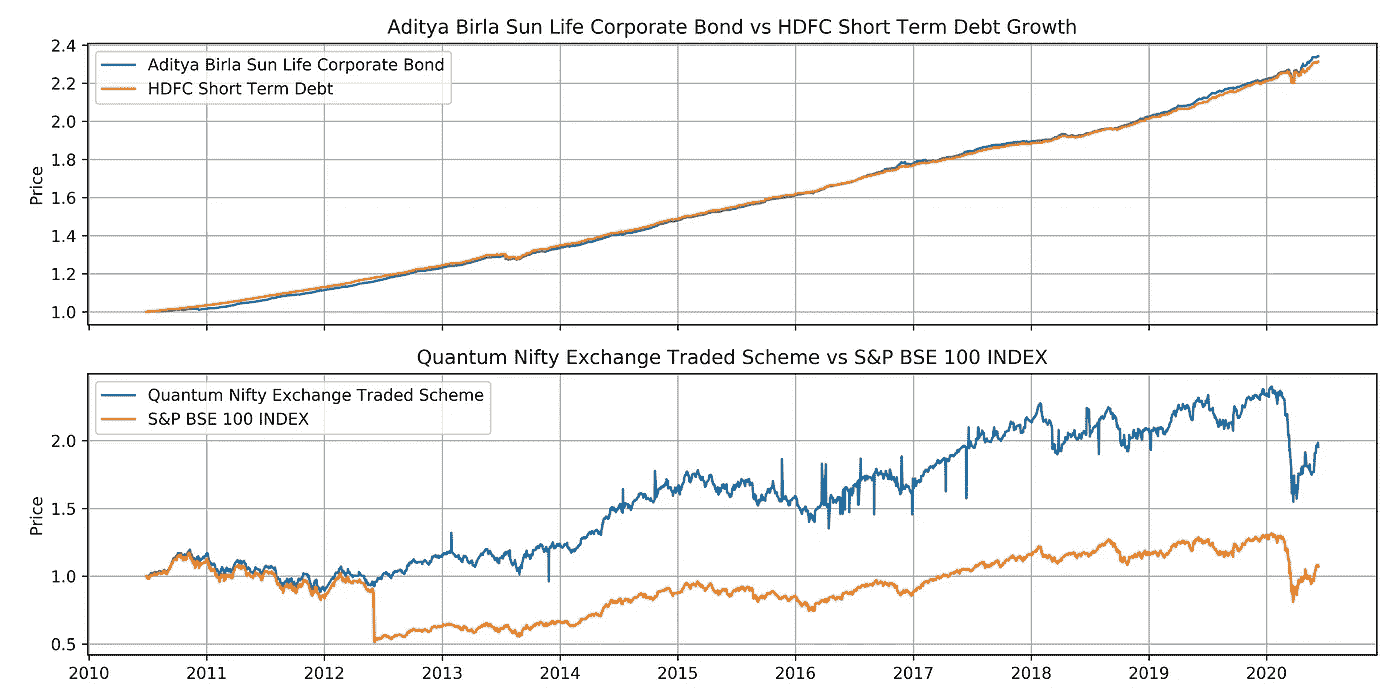 Aditya Birla Sun Life Corporate Bond vs HDFC Short Term Debt Growth
2.4
2.2
2.0
1.8
1.6
1.4
1.2
1.0
Price
Aditya Birla Sun Life Corporate Bond
HDFC Short Term Debt
Quantum Nifty Exchange Traded Scheme vs S&P BSE 100 INDEX
2.0
1.5
1.0
0.5
Price
Quantum Nifty Exchange Traded Scheme
S&P BSE 100 INDEX
2010 2011 2012 2013 2014 2015 2016 2017 2018 2019 2020